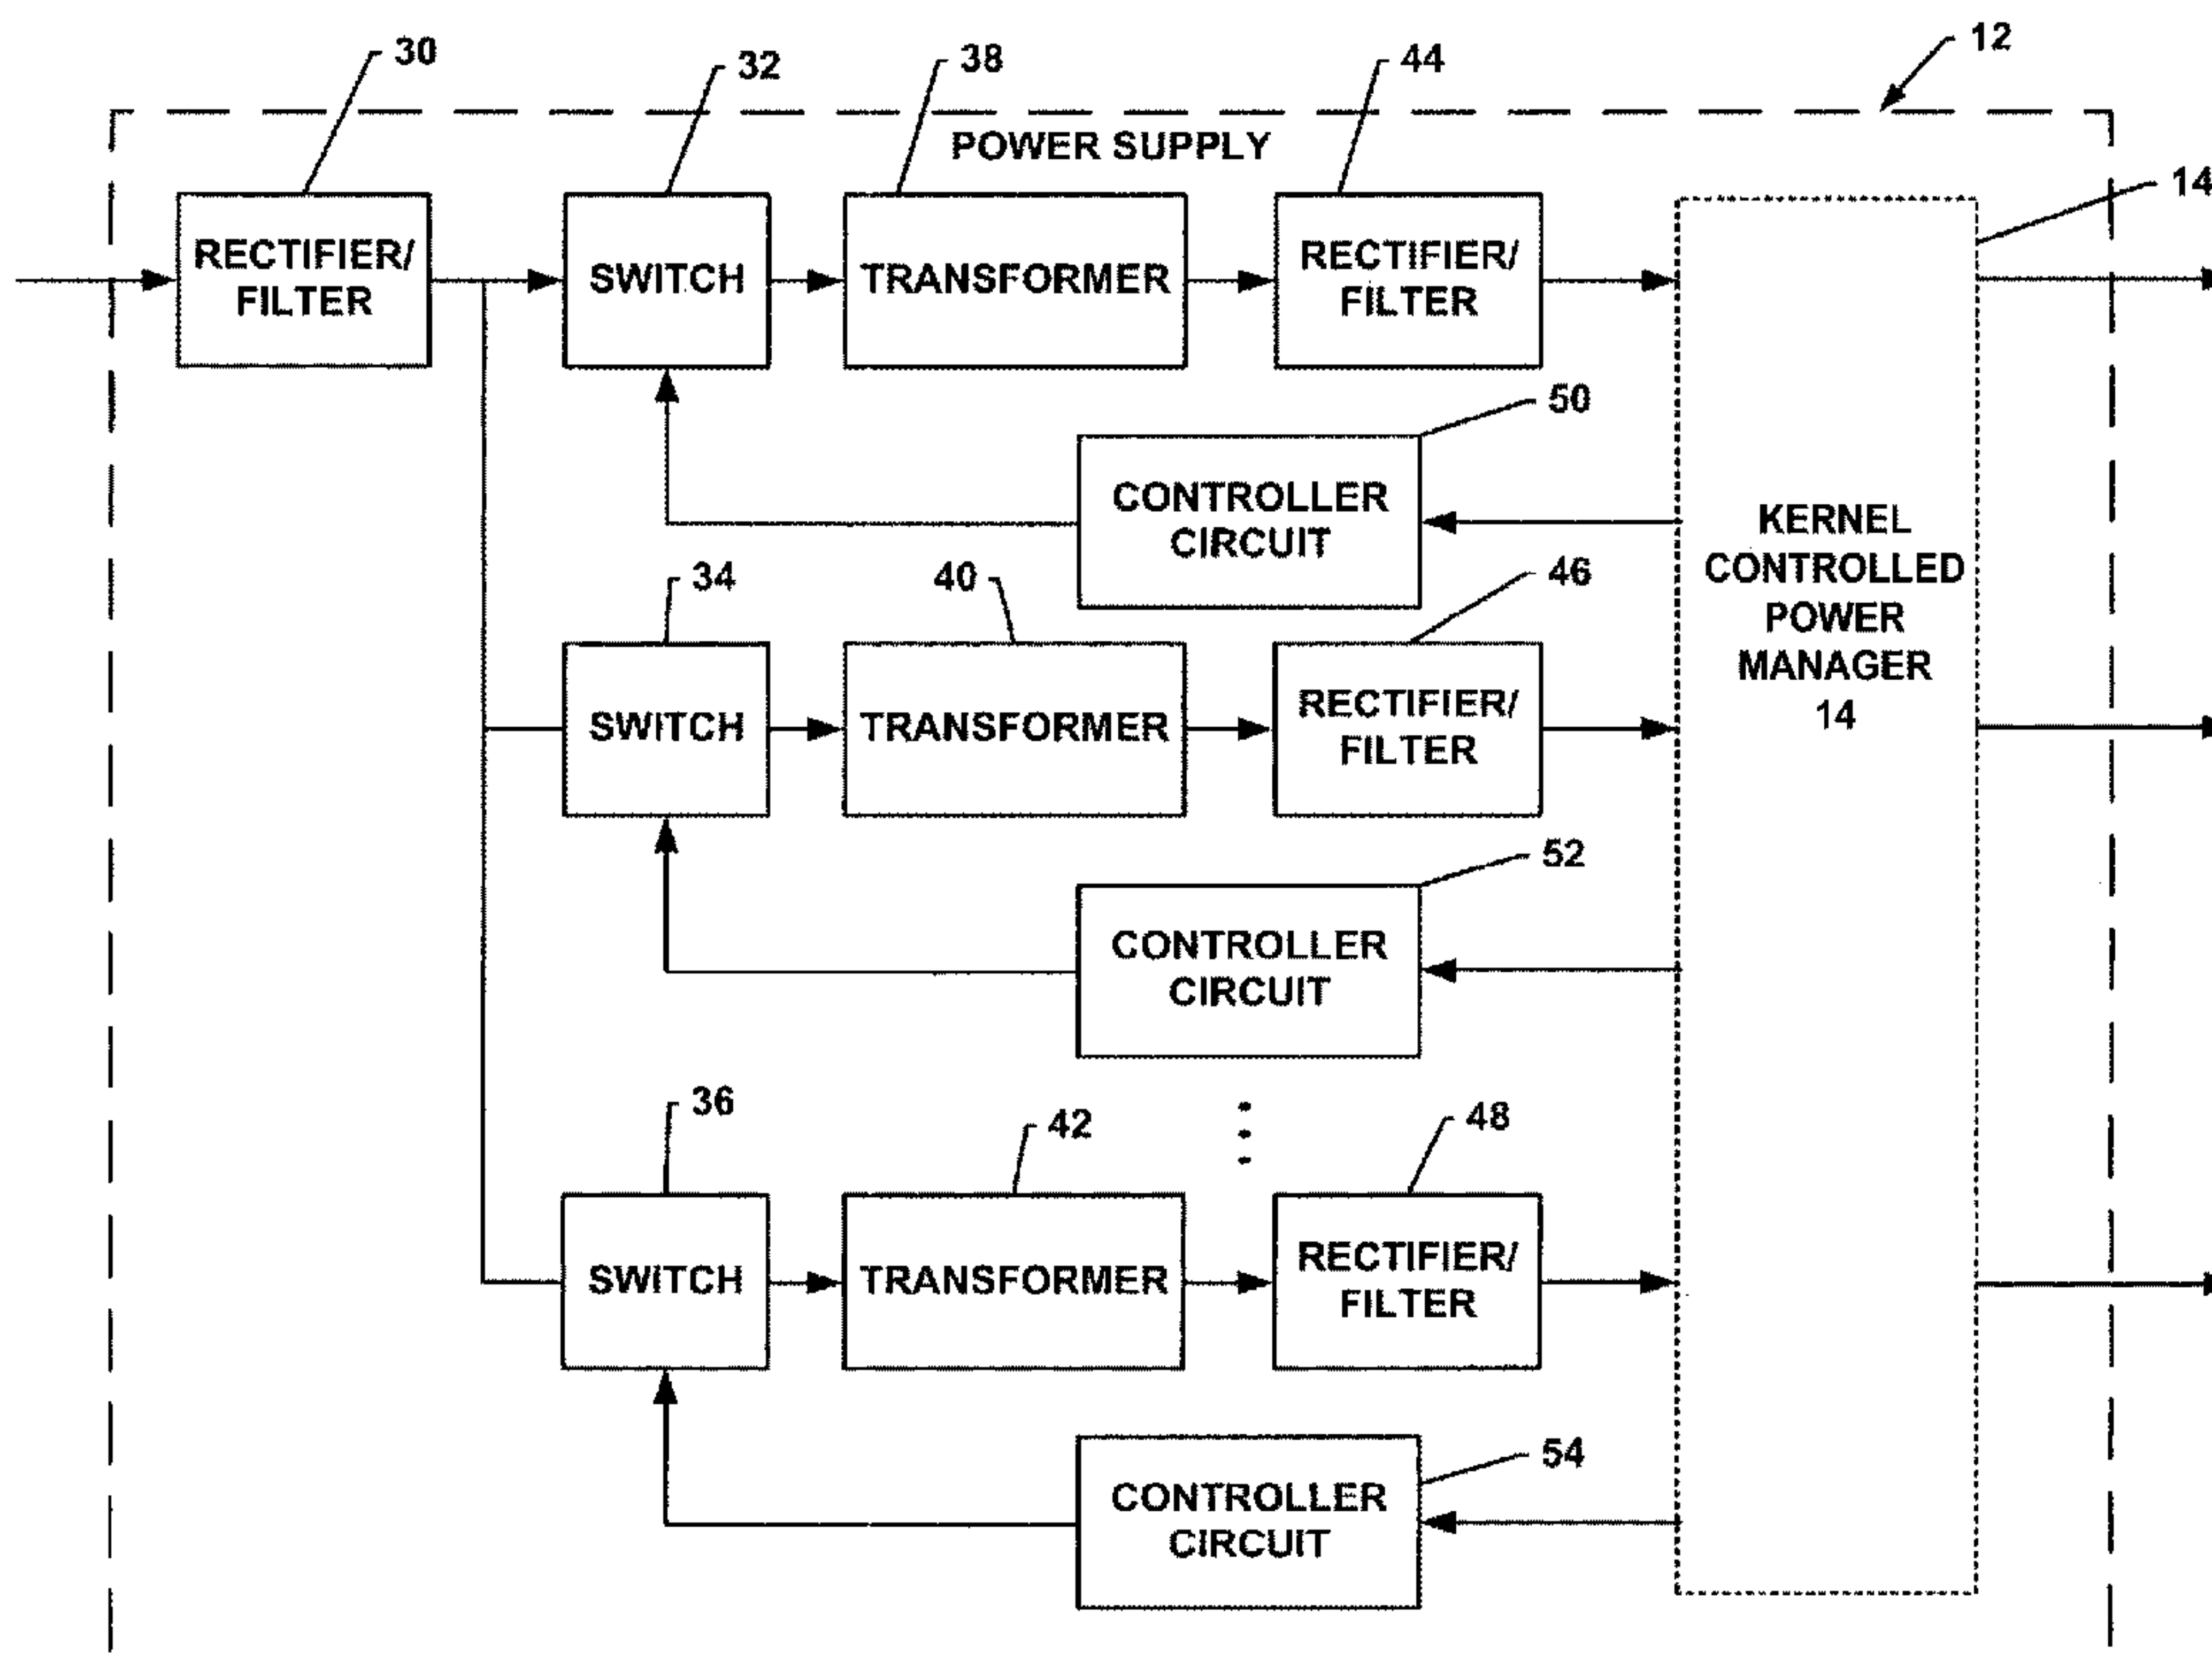 30
32
38
44
12
POWER SUPPLY
14
RECTIFIER/
FILTER
SWITCH
TRANSFORMER
RECTIFIER/
FILTER
50
CONTROLLER
CIRCUIT
KERNEL
CONTROLLED
POWER
MANAGER
14
34
40
46
SWITCH
TRANSFORMER
RECTIFIER/
FILTER
52
CONTROLLER
CIRCUIT
36
42
48
SWITCH
TRANSFORMER
RECTIFIER/
FILTER
54
CONTROLLER
CIRCUIT